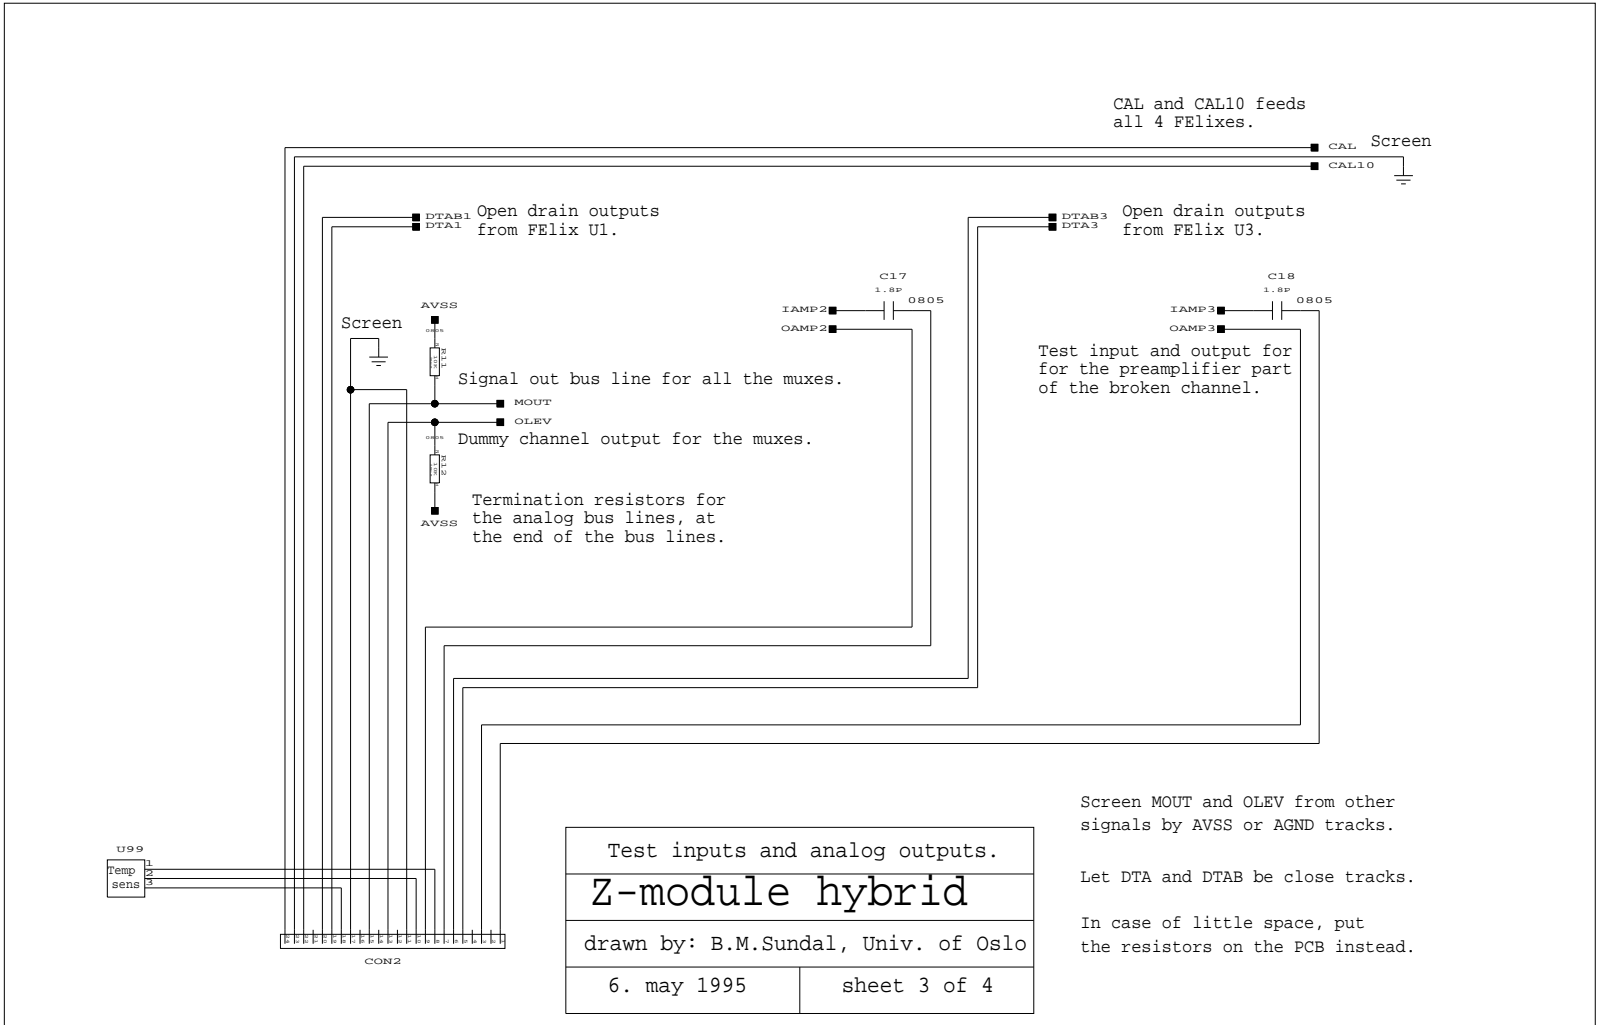 CAL and CAL10 feeds
all 4 FElixes.
CAL
Screen
CAL10
DTAB1
DTA1
Open drain outputs
from FElix U1.
DTAB3
DTA3
Open drain outputs
from FElix U3.
C17
1.8P
0805
IAMP2
OAMP2
C18
1.8P
0805
IAMP3
OAMP3
Test input and output for
for the preamplifier part
of the broken channel.
AVSS
Screen
0805
R11
10K
Signal out bus line for all the muxes.
MOUT
OLEV
0805
Dummy channel output for the muxes.
R12
10K
AVSS
Termination resistors for
the analog bus lines, at
the end of the bus lines.
Screen MOUT and OLEV from other
signals by AVSS or AGND tracks.
Let DTA and DTAB be close tracks.
In case of little space, put
the resistors on the PCB instead.
U99
Temp
sens
1
2
3
CON2
Test inputs and analog outputs.
Z-module hybrid
drawn by: B.M.Sundal, Univ. of Oslo
6. may 1995
sheet 3 of 4